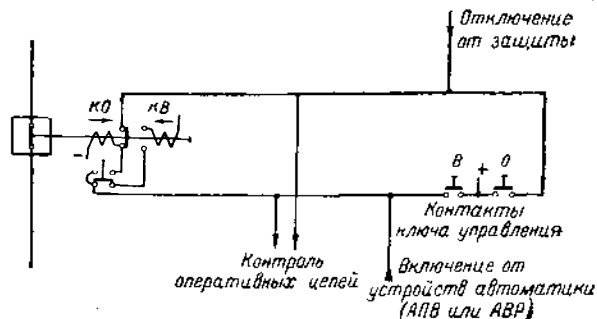 Отключение
от защиты
КО
КВ
–
В + О
Контакты
ключа управления
Контроль
оперативных цепей
Включение от
устройств автоматики
(АПВ или АВР)